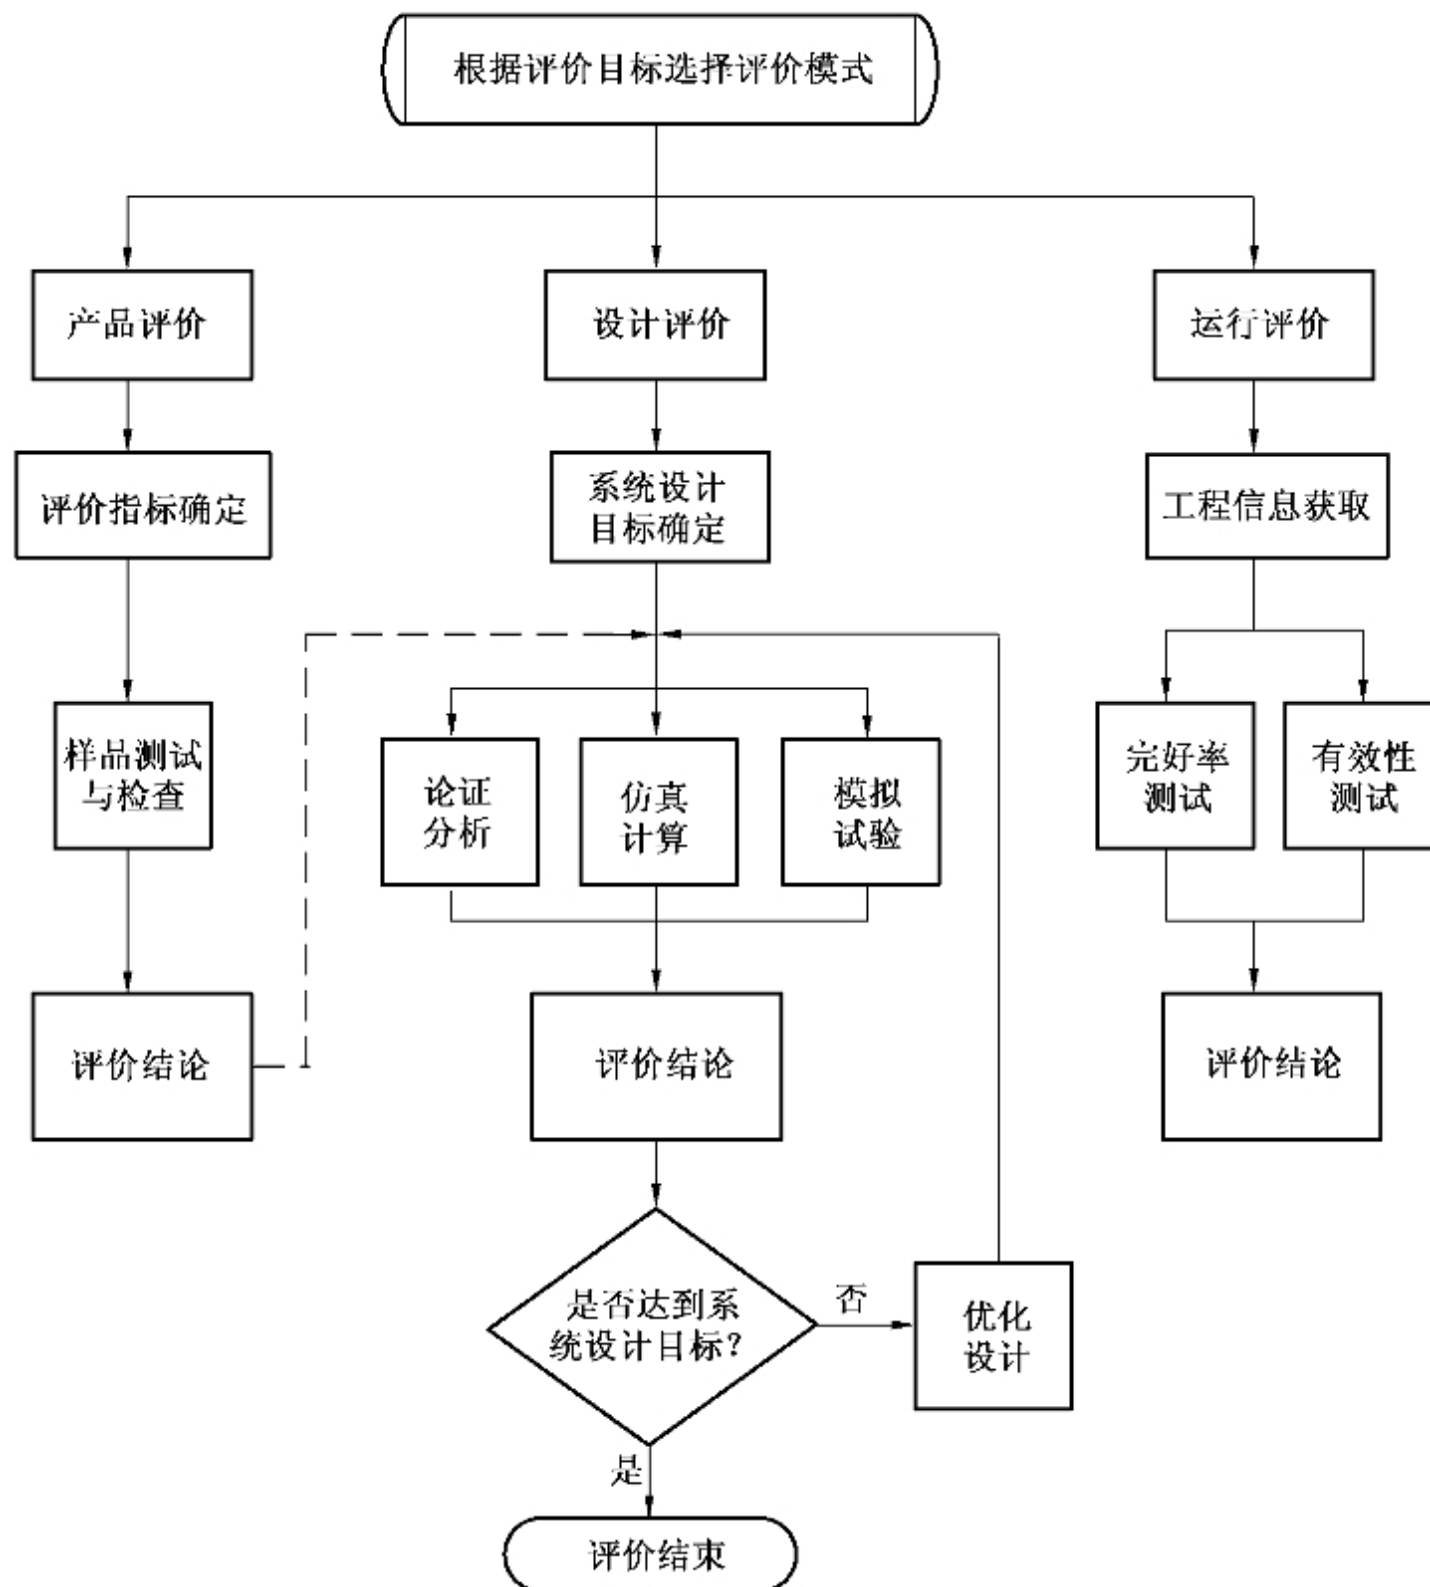 根据评价目标选择评价模式
产品评价
设计评价
运行评价
评价指标确定
系统设计
目标确定
工程信息获取
样品测试
与检查
论证
分析
仿真
计算
模拟
试验
完好率
测试
有效性
测试
评价结论
评价结论
评价结论
是否达到系
统设计目标?
否
优化
设计
是
评价结束